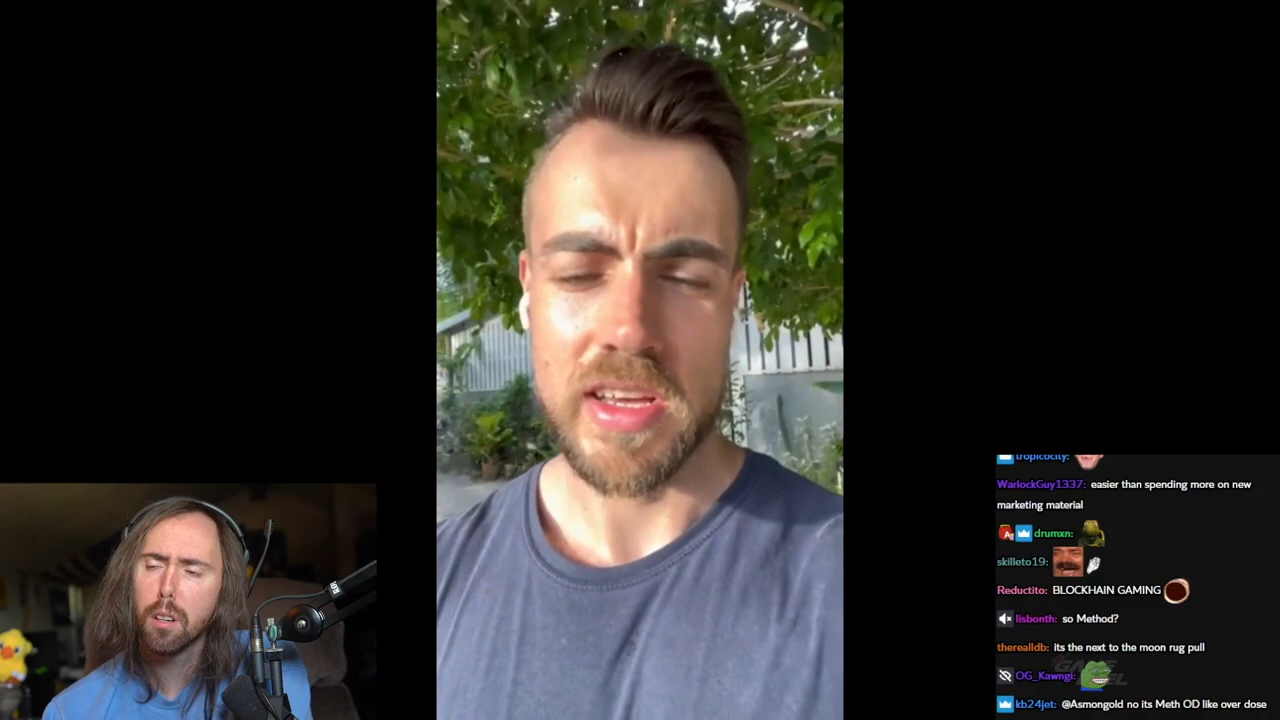 tropicocity:
WarlockGuy1337: easier than spending more on new
marketing material
drumxn:
skilleto19:
Reductito: BLOCKHAIN GAMING
lisbonth: so Method?
therealldb: its the next to the moon rug pull
OG_Kawngi:
kb24jet: @Asmongold no its Meth OD like over dose